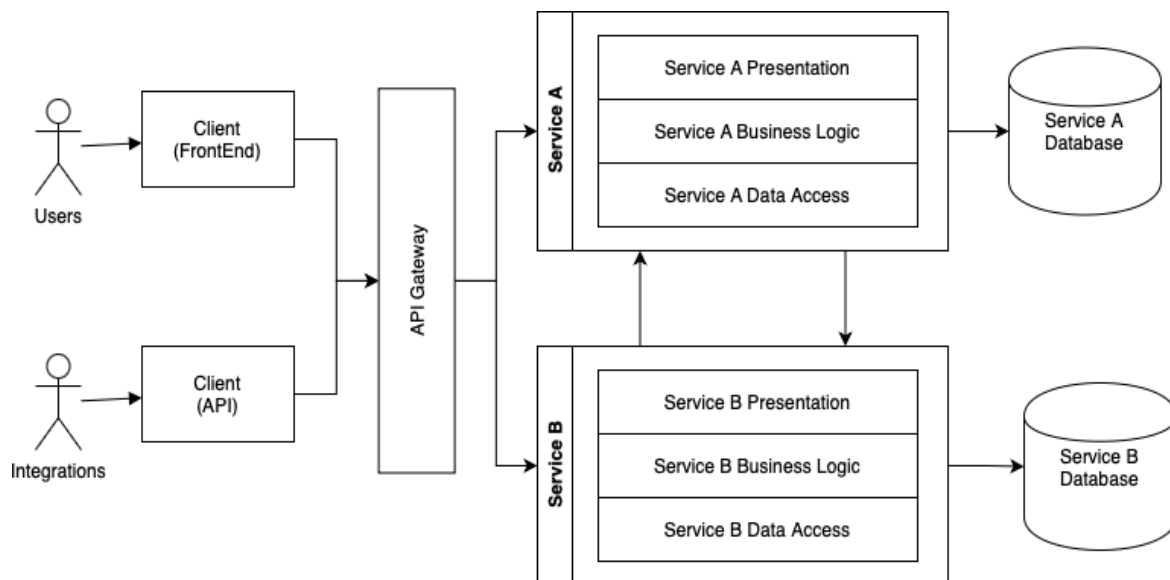 Users
Client
(FrontEnd)
Integrations
Client
(API)
API Gateway
Service A
Service A Presentation
Service A Business Logic
Service A Data Access
Service A
Database
Service B
Service B Presentation
Service B Business Logic
Service B Data Access
Service B
Database